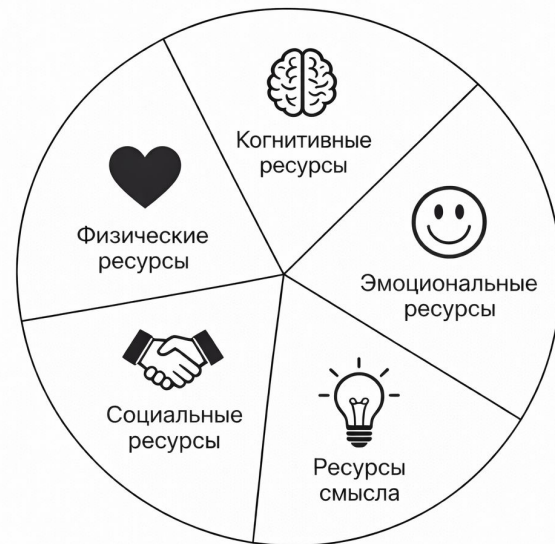 Когнитивные
ресурсы
Эмоциональные
ресурсы
Ресурсы
смысла
Социальные
ресурсы
Физические
ресурсы